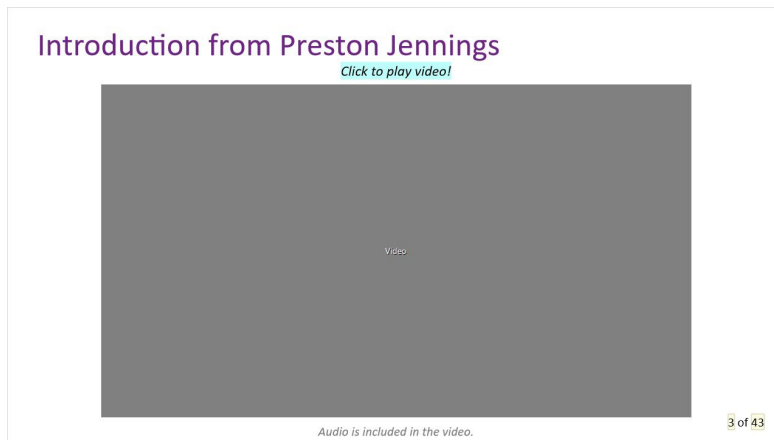 Introduction from Preston Jennings
Click to play video!
Video
Audio is included in the video.
3 of 43